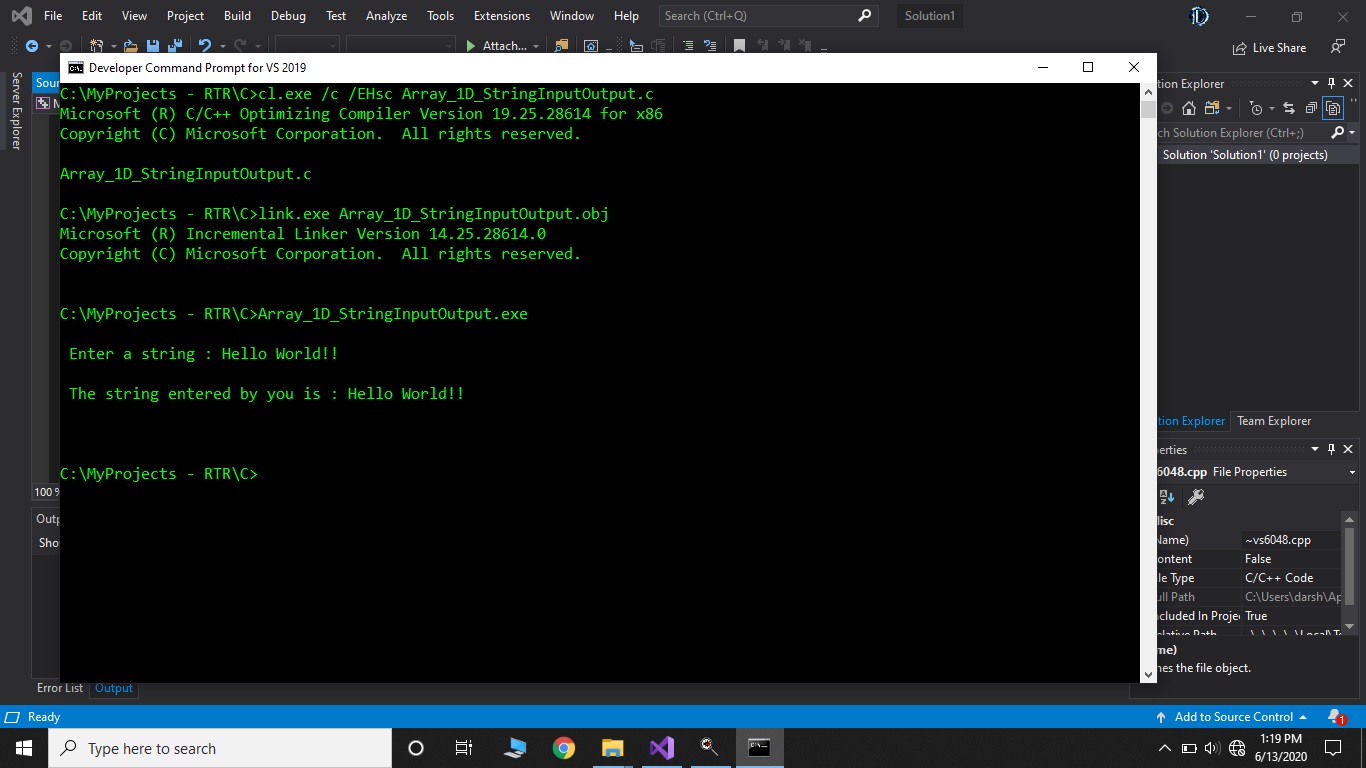 File Edit View Project Build Debug Test Analyze Tools Extensions Window Help Search (Ctrl+Q) Solution1
Attach...
Live Share
Developer Command Prompt for VS 2019
C:\MyProjects - RTR\C>cl.exe /c /EHsc Array_1D_StringInputOutput.c
Microsoft (R) C/C++ Optimizing Compiler Version 19.25.28614 for x86
Copyright (C) Microsoft Corporation.  All rights reserved.
Array_1D_StringInputOutput.c
C:\MyProjects - RTR\C>link.exe Array_1D_StringInputOutput.obj
Microsoft (R) Incremental Linker Version 14.25.28614.0
Copyright (C) Microsoft Corporation.  All rights reserved.
C:\MyProjects - RTR\C>Array_1D_StringInputOutput.exe
Enter a string : Hello World!!
The string entered by you is : Hello World!!
C:\MyProjects - RTR\C>
Server Explorer
Sour
100 %
Outp
Sho
Error List Output
tion Explorer
ch Solution Explorer (Ctrl+;)
Solution 'Solution1' (0 projects)
tion Explorer Team Explorer
erties
6048.cpp File Properties
isc
Name) ~vs6048.cpp
ontent False
le Type C/C++ Code
ull Path C:\Users\darsh\Ap
cluded In Proje True
elative Path
me)
nes the file object.
Ready
Add to Source Control
1
Type here to search
1:19 PM
6/13/2020